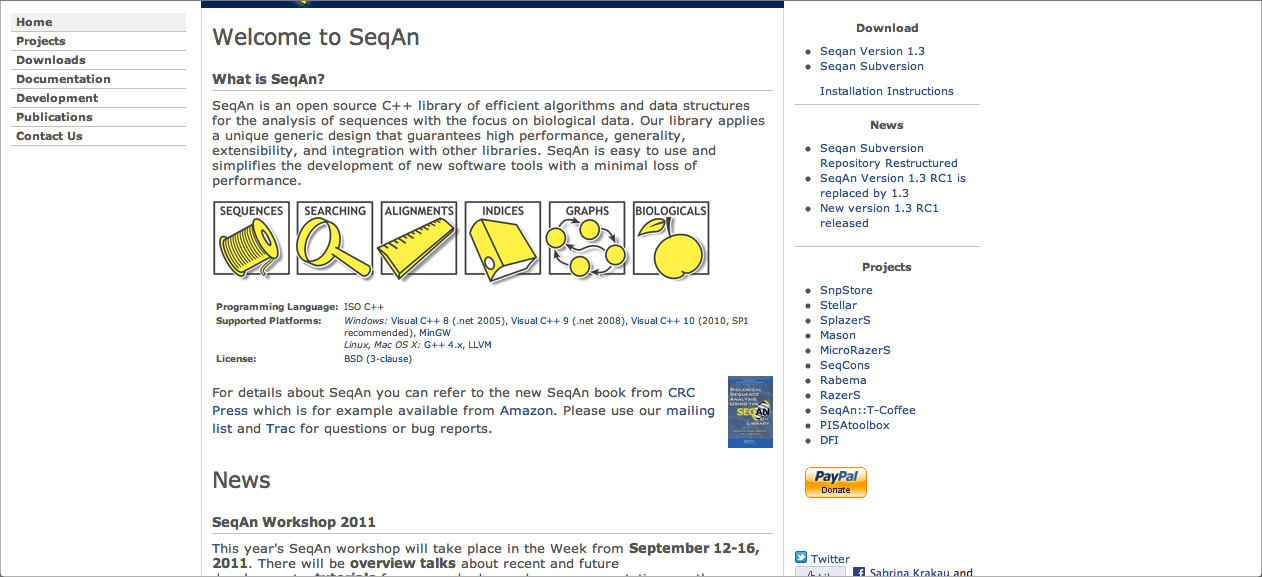 Home
Projects
Downloads
Documentation
Development
Publications
Contact Us
Welcome to SeqAn
What is SeqAn?
SeqAn is an open source C++ library of efficient algorithms and data structures
for the analysis of sequences with the focus on biological data. Our library applies
a unique generic design that guarantees high performance, generality,
extensibility, and integration with other libraries. SeqAn is easy to use and
simplifies the development of new software tools with a minimal loss of
performance.
SEQUENCES SEARCHING ALIGNMENTS INDICES GRAPHS BIOLOGICALS
Programming Language: ISO C++
Supported Platforms: Windows: Visual C++ 8 (.net 2005), Visual C++ 9 (.net 2008), Visual C++ 10 (2010, SP1
recommended), MinGW
Linux, Mac OS X: G++ 4.x, LLVM
License: BSD (3-clause)
For details about SeqAn you can refer to the new SeqAn book from CRC
Press which is for example available from Amazon. Please use our mailing
list and Trac for questions or bug reports.
BIOLOGICAL
SEQUENCE
ANALYSIS
USING THE
SEQAN
C++
LIBRARY
News
SeqAn Workshop 2011
This year's SeqAn workshop will take place in the Week from September 12-16,
2011. There will be overview talks about recent and future
Download
Seqan Version 1.3
Seqan Subversion
Installation Instructions
News
Seqan Subversion
Repository Restructured
SeqAn Version 1.3 RC1 is
replaced by 1.3
New version 1.3 RC1
released
Projects
SnpStore
Stellar
SplazerS
Mason
MicroRazerS
SeqCons
Rabema
RazerS
SeqAn::T-Coffee
PISAtoolbox
DFI
PayPal
Donate
Twitter
Like
Sabrina Krakau and